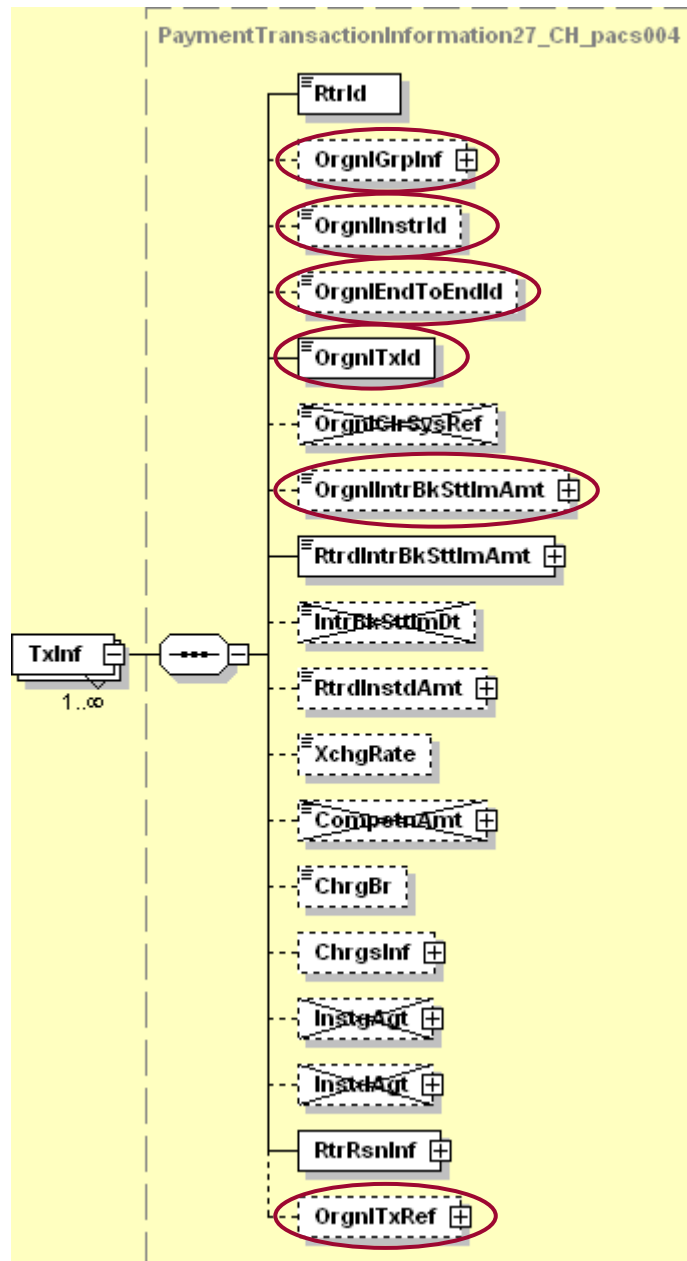 PaymentTransactionInformation27_CH_pacs004
RtrId
OrgnlGrpInf
OrgnlInstrId
OrgnlEndToEndId
OrgnlTxId
OrgnlClrSysRef
OrgnlIntrBkSttlmAmt
RtrdIntrBkSttlmAmt
IntrBkSttlmDt
TxInf
1..∞
RtrdInstdAmt
XchgRate
CompstnAmt
ChrgBr
ChrgsInf
InstgAgt
InstdAgt
RtrRsnInf
OrgnlTxRef